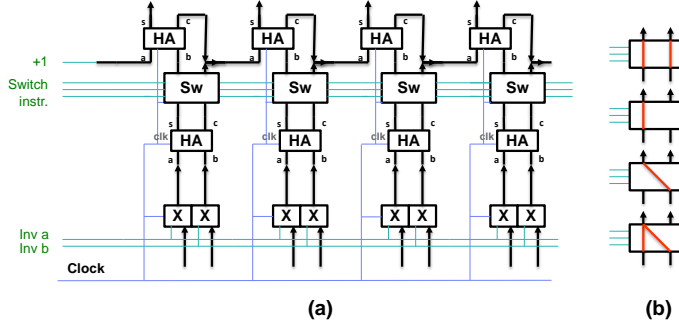 s c s c s c s c
HA HA HA HA
+1 a b a b a b a b
Switch
instr.
Sw Sw Sw Sw
s c s c s c s c
clk HA clk HA clk HA clk HA
a b a b a b a b
X X X X X X X X
Inv a
Inv b
Clock
(a) (b)